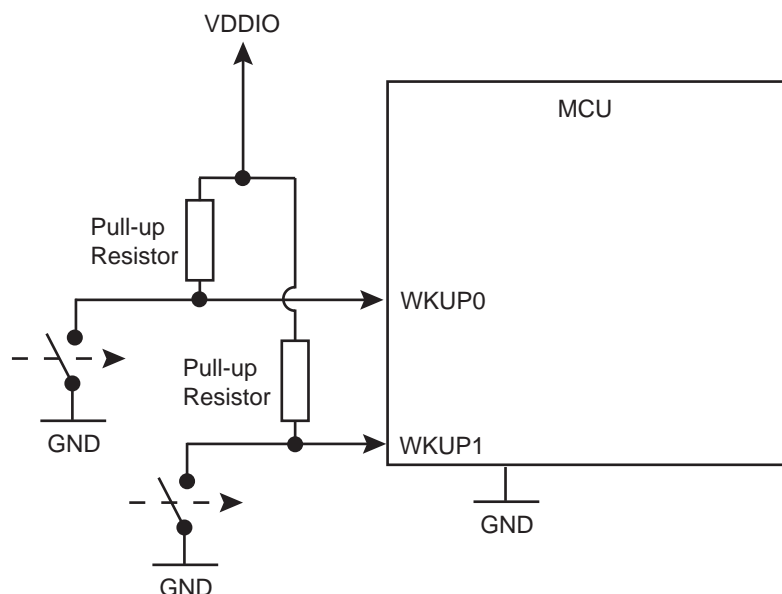 VDDIO
MCU
Pull-up
Resistor
WKUP0
Pull-up
Resistor
GND
WKUP1
GND
GND